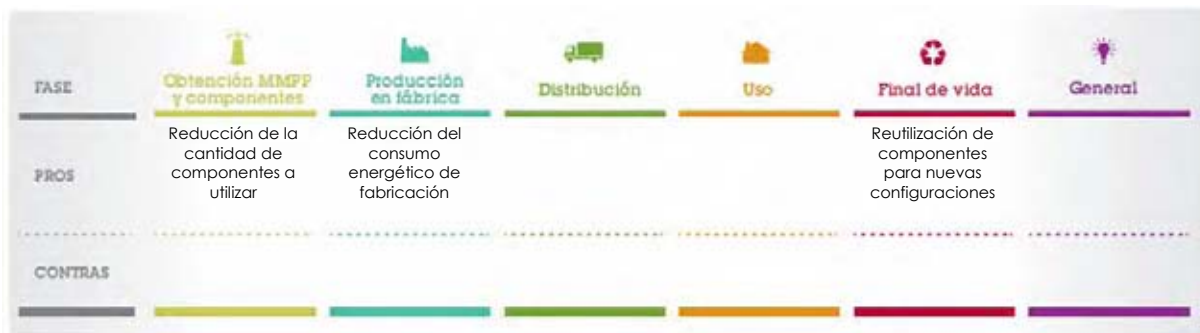 FASE
Obtención MMPP
y componentes
Producción
en fábrica
Distribución
Uso
Final de vida
General
PROS
Reducción de la
cantidad de
componentes a
utilizar
Reducción del
consumo
energético de
fabricación
Reutilización de
componentes
para nuevas
configuraciones
CONTRAS